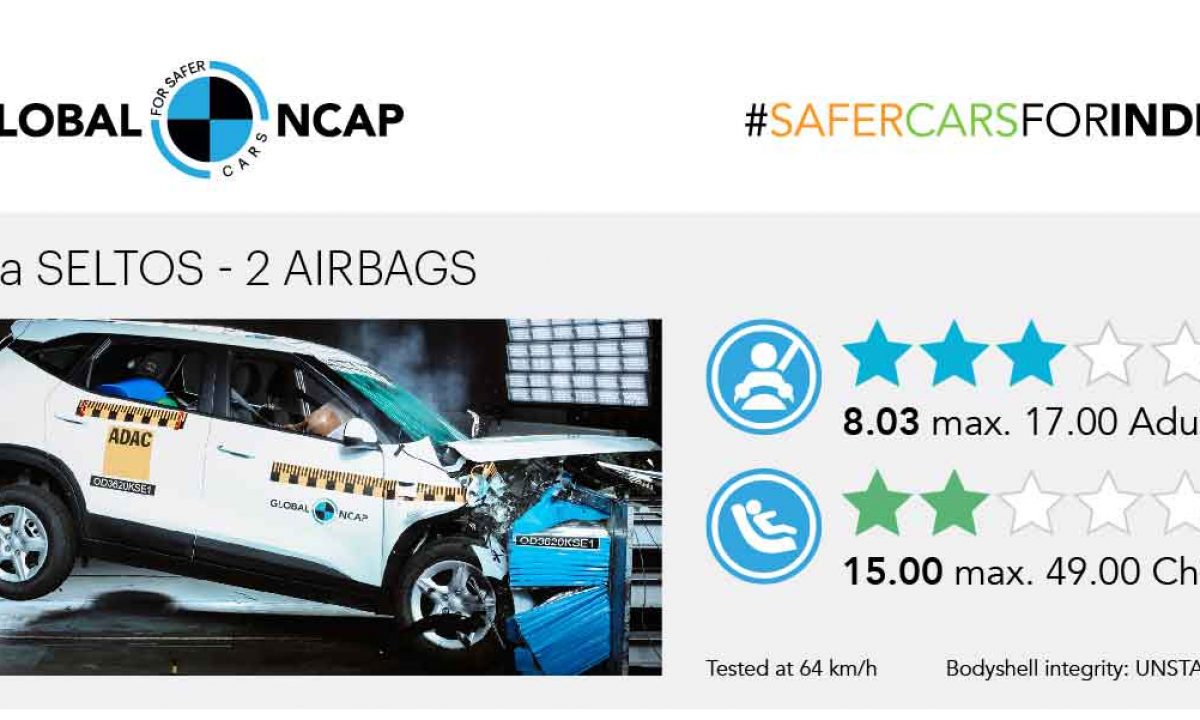 LOBAL FOR SAFER CARS NCAP
#SAFERCARSFORINDI
a SELTOS - 2 AIRBAGS
ADAC
OD3620KSE1
GLOBAL NCAP
OD3620KSE1
8.03 max. 17.00 Adu
15.00 max. 49.00 Ch
Tested at 64 km/h
Bodyshell integrity: UNSTA